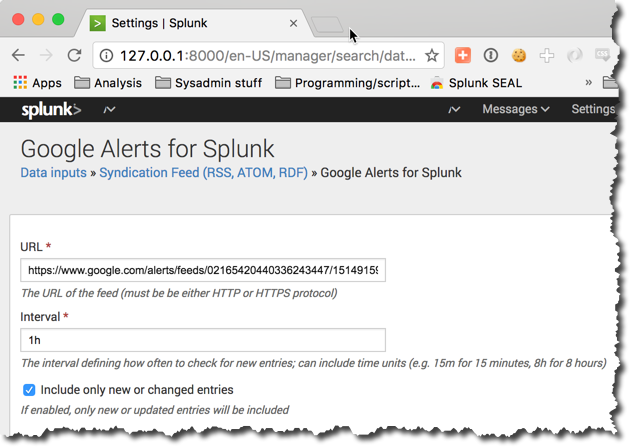 Settings | Splunk
127.0.0.1:8000/en-US/manager/search/dat...
Apps Analysis Sysadmin stuff Programming/script... Splunk SEAL »
splunk> Messages Settings
Google Alerts for Splunk
Data inputs » Syndication Feed (RSS, ATOM, RDF) » Google Alerts for Splunk
URL *
https://www.google.com/alerts/feeds/02165420440336243447/15149159
The URL of the feed (must be be either HTTP or HTTPS protocol)
Interval *
1h
The interval defining how often to check for new entries; can include time units (e.g. 15m for 15 minutes, 8h for 8 hours)
Include only new or changed entries
If enabled, only new or updated entries will be included